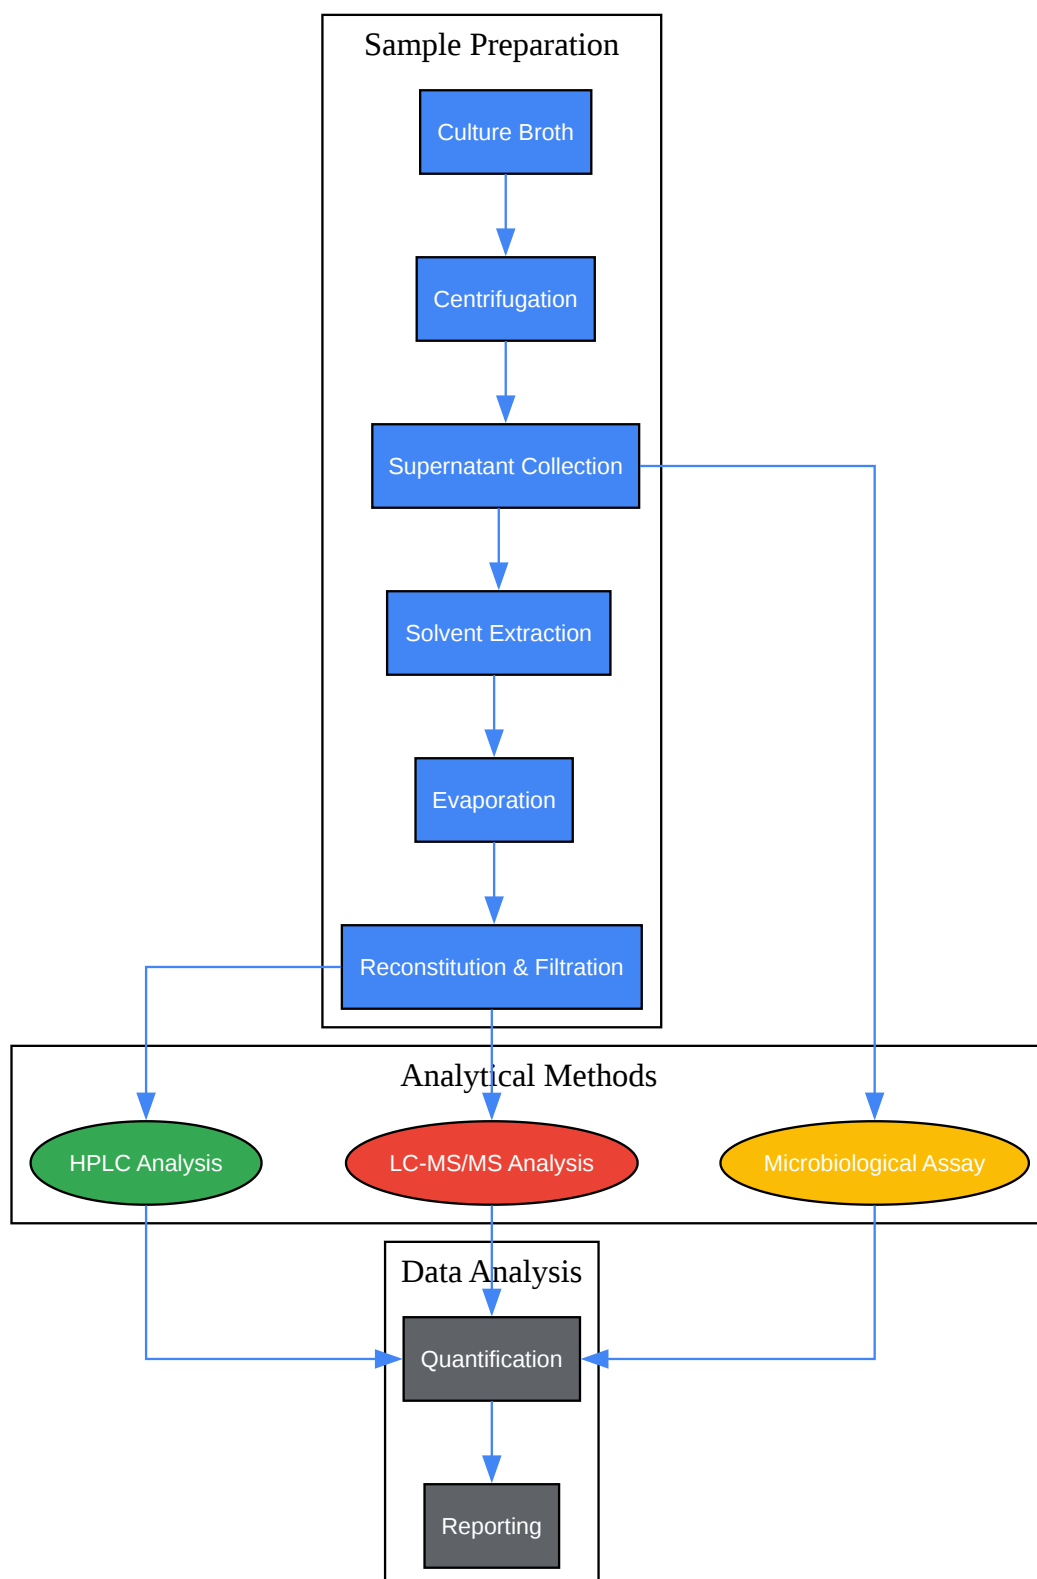 Sample Preparation
Culture Broth
Centrifugation
Supernatant Collection
Solvent Extraction
Evaporation
Reconstitution & Filtration
Analytical Methods
HPLC Analysis
LC-MS/MS Analysis
Microbiological Assay
Data Analysis
Quantification
Reporting